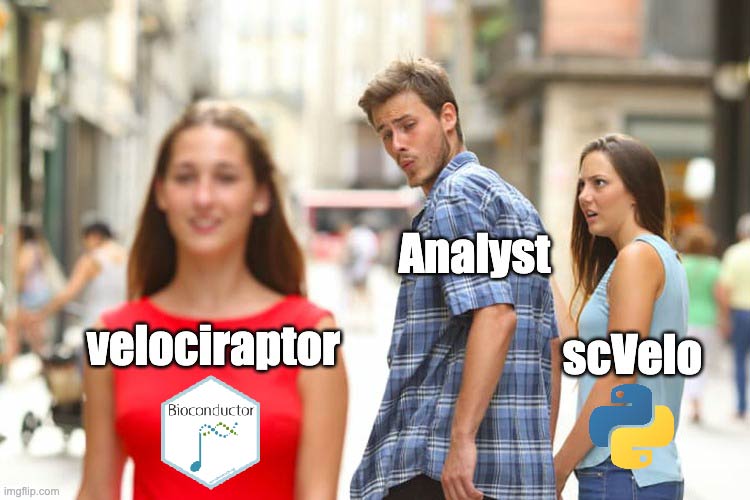 Analyst
velociraptor
scVelo
Bioconductor
imgflip.com